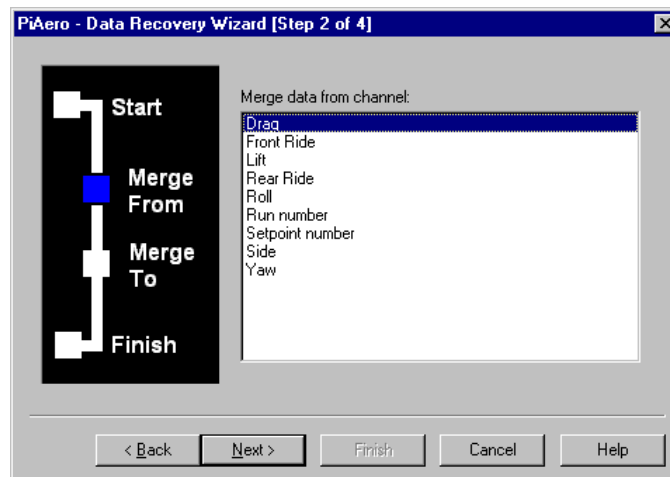 PiAero - Data Recovery Wizard [Step 2 of 4]
Start
Merge
From
Merge
To
Finish
Merge data from channel:
Drag
Front Ride
Lift
Rear Ride
Roll
Run number
Setpoint number
Side
Yaw
< Back
Next >
Finish
Cancel
Help